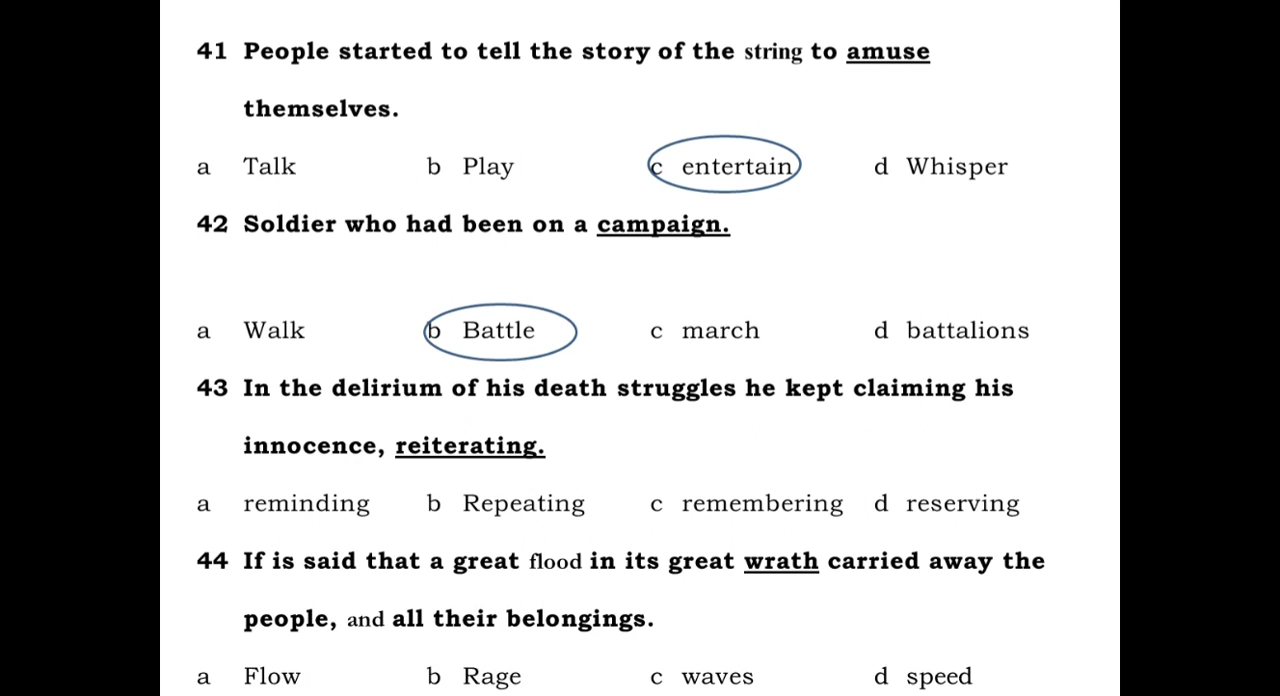 41 People started to tell the story of the string to amuse
themselves.
a Talk b Play c entertain d Whisper
42 Soldier who had been on a campaign.
a Walk b Battle c march d battalions
43 In the delirium of his death struggles he kept claiming his
innocence, reiterating.
a reminding b Repeating c remembering d reserving
44 If is said that a great flood in its great wrath carried away the
people, and all their belongings.
a Flow b Rage c waves d speed